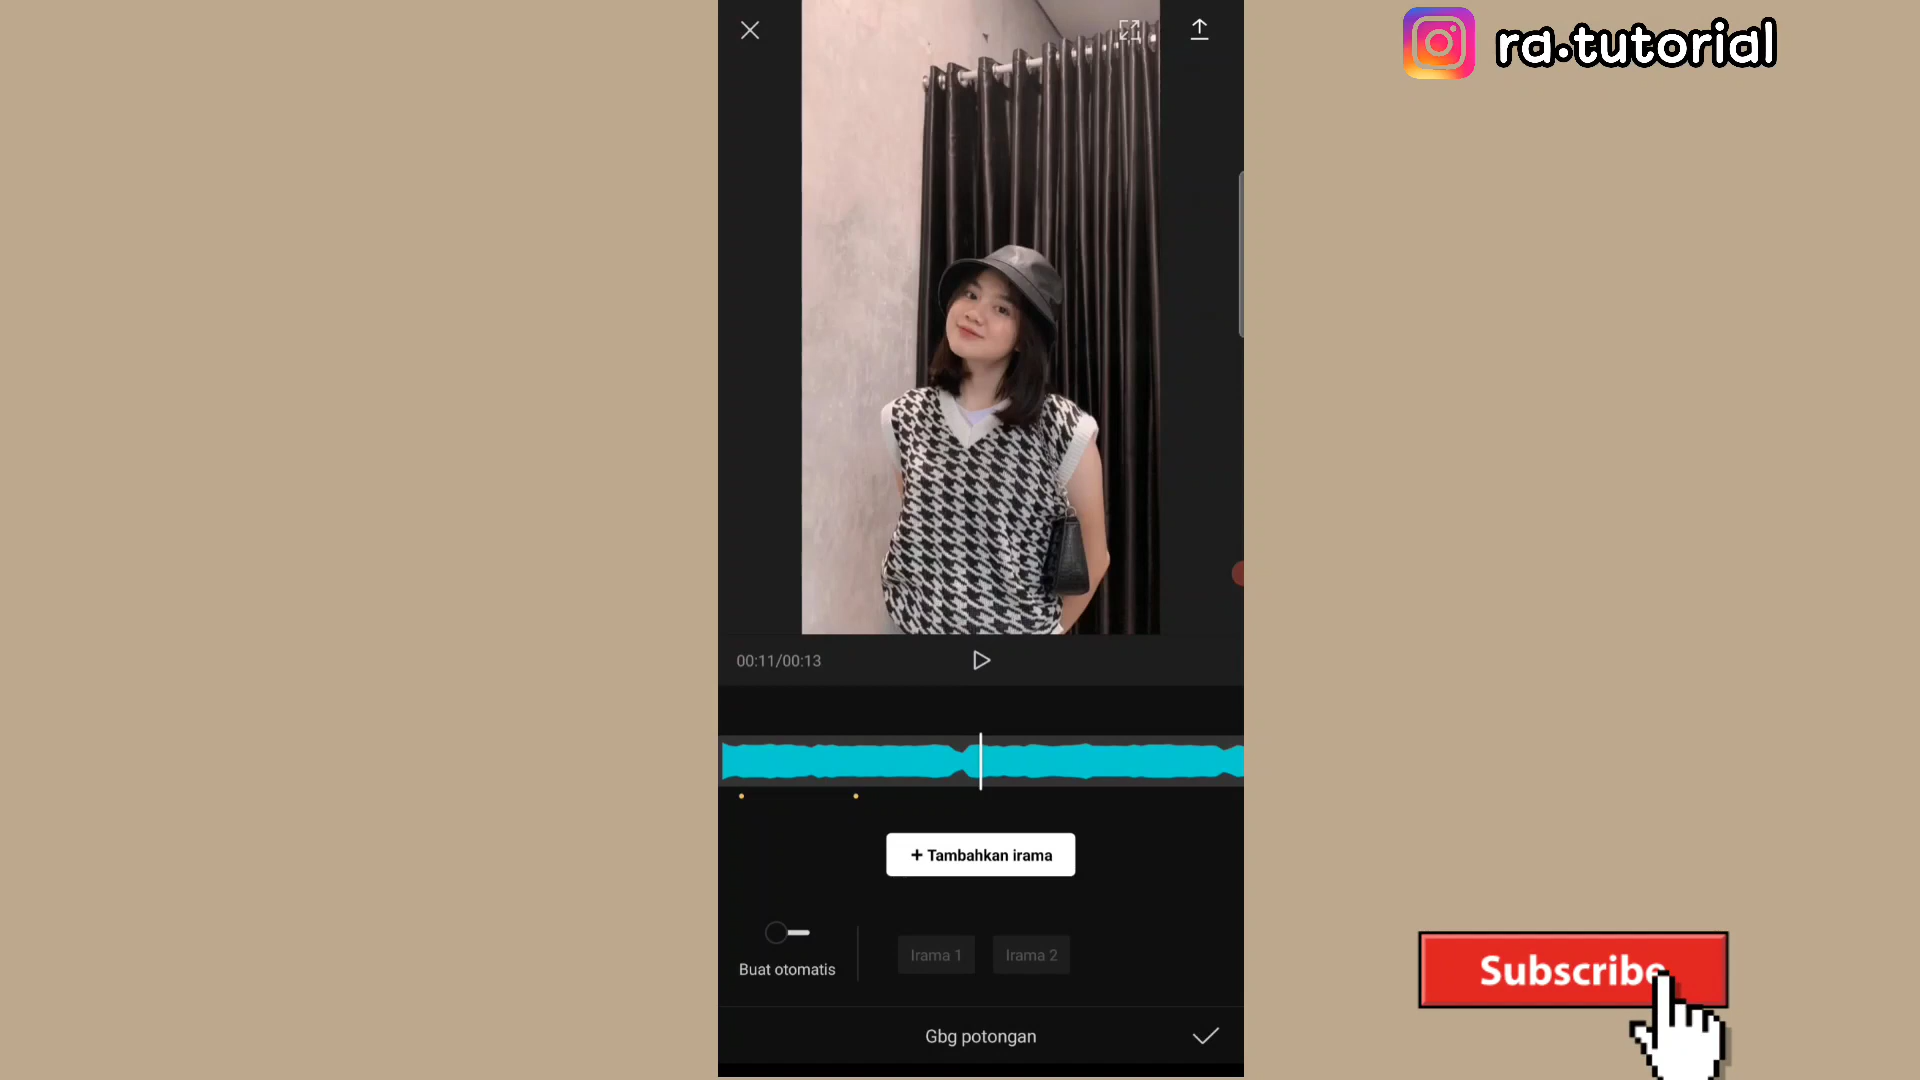 ra.tutorial
00:11/00:13
+ Tambahkan irama
Buat otomatis
Irama 1
Irama 2
Gbg potongan
Subscribe